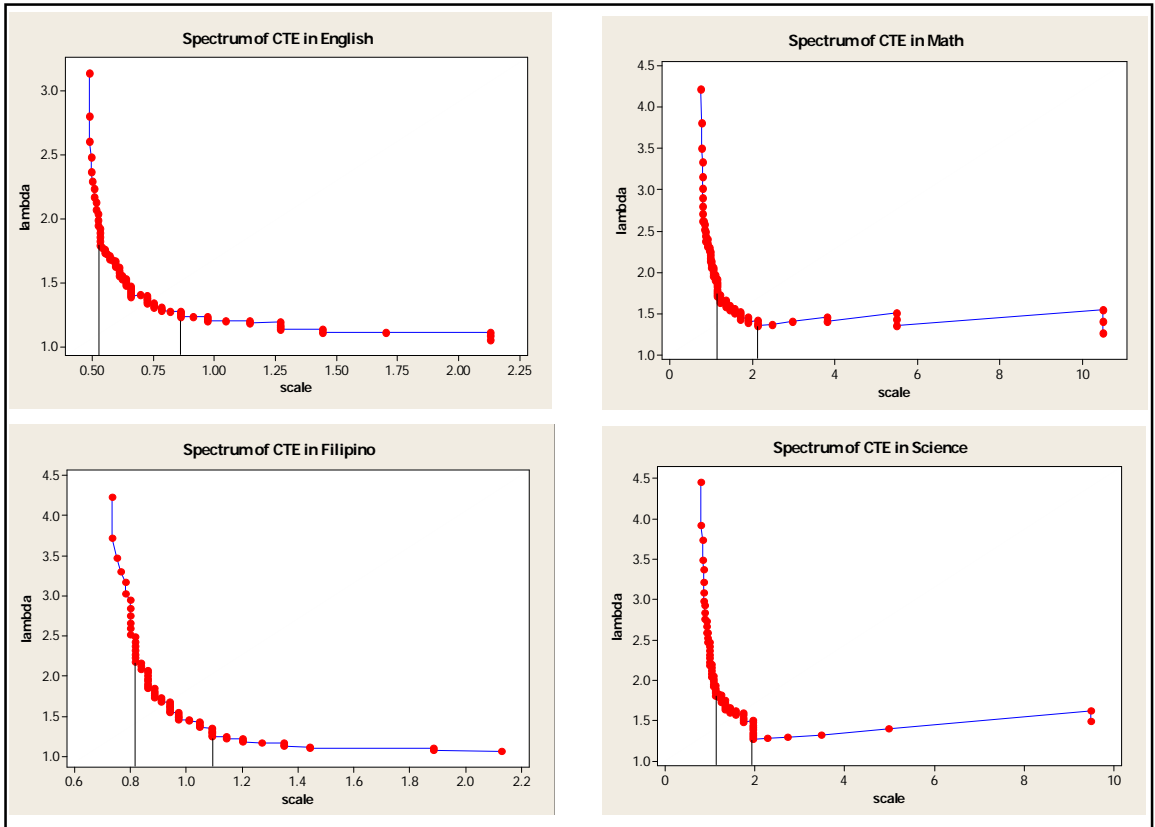 Spectrum of CTE in English
lambda
3.0
2.5
2.0
1.5
1.0
0.50 0.75 1.00 1.25 1.50 1.75 2.00 2.25
scale
Spectrum of CTE in Math
lambda
4.5
4.0
3.5
3.0
2.5
2.0
1.5
1.0
0 2 4 6 8 10
scale
Spectrum of CTE in Filipino
lambda
4.5
4.0
3.5
3.0
2.5
2.0
1.5
1.0
0.6 0.8 1.0 1.2 1.4 1.6 1.8 2.0 2.2
scale
Spectrum of CTE in Science
lambda
4.5
4.0
3.5
3.0
2.5
2.0
1.5
1.0
0 2 4 6 8 10
scale